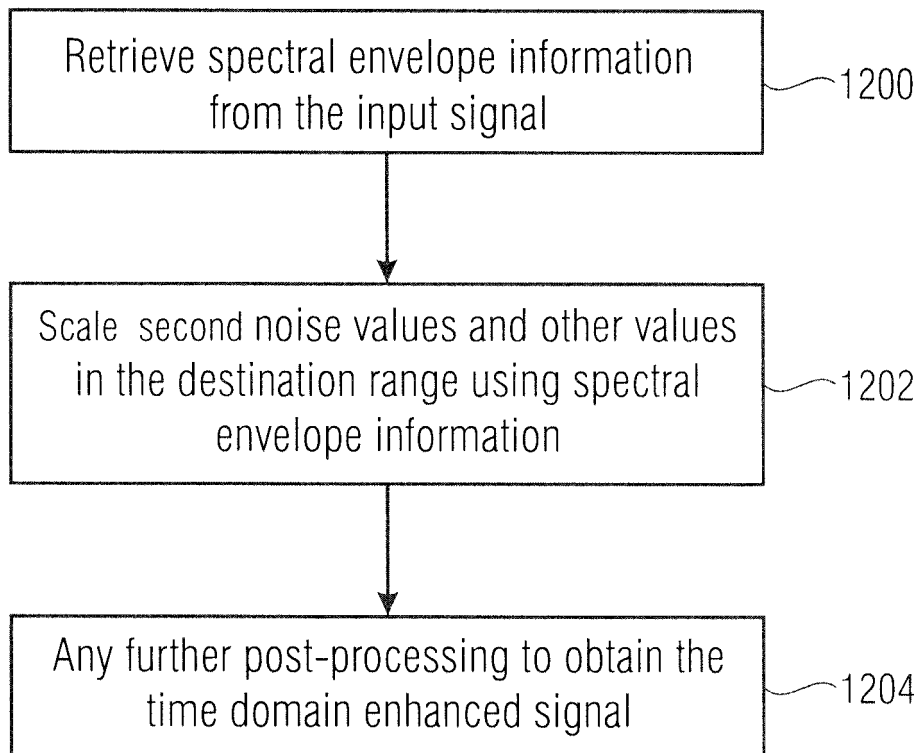 Retrieve spectral envelope information
from the input signal
1200
Scale second noise values and other values
in the destination range using spectral
envelope information
1202
Any further post-processing to obtain the
time domain enhanced signal
1204